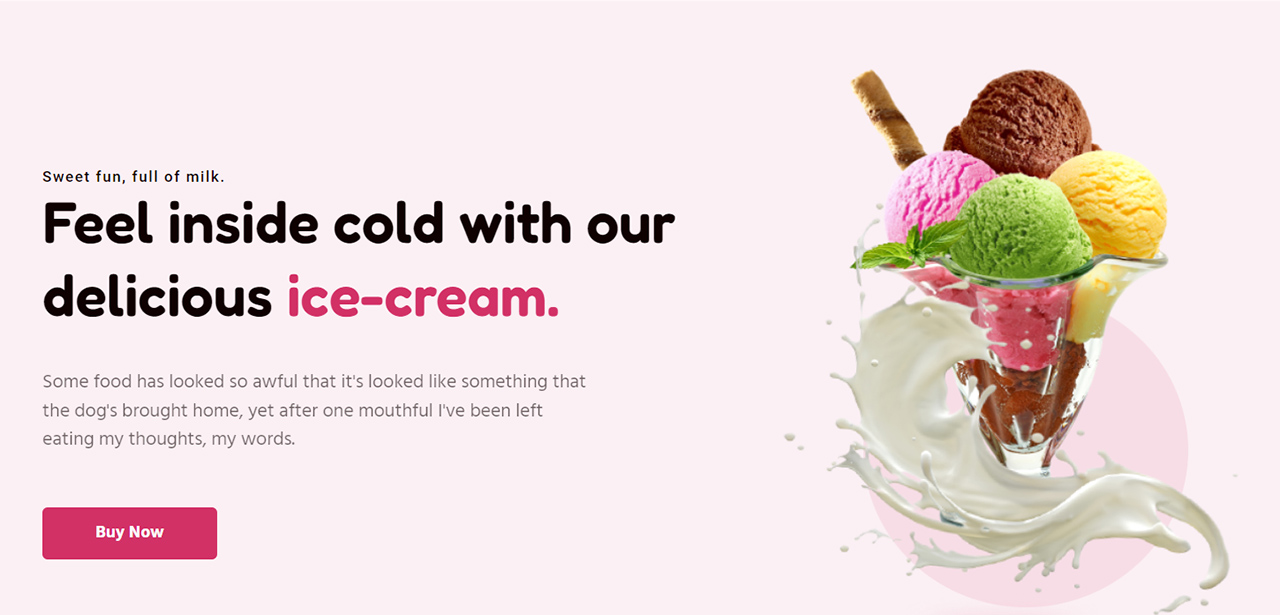 Sweet fun, full of milk.
Feel inside cold with our
delicious ice-cream.
Some food has looked so awful that it's looked like something that
the dog's brought home, yet after one mouthful I've been left
eating my thoughts, my words.
Buy Now